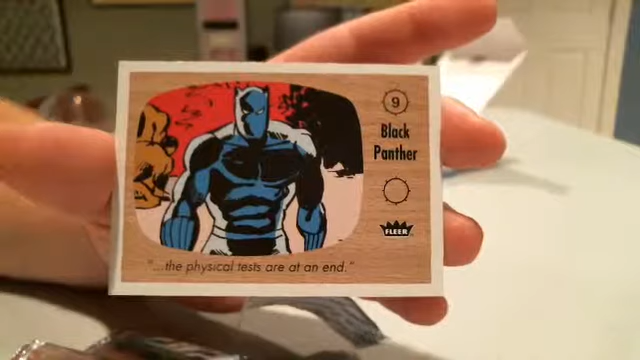 9
Black
Panther
FLEER
"...the physical tests are at an end."